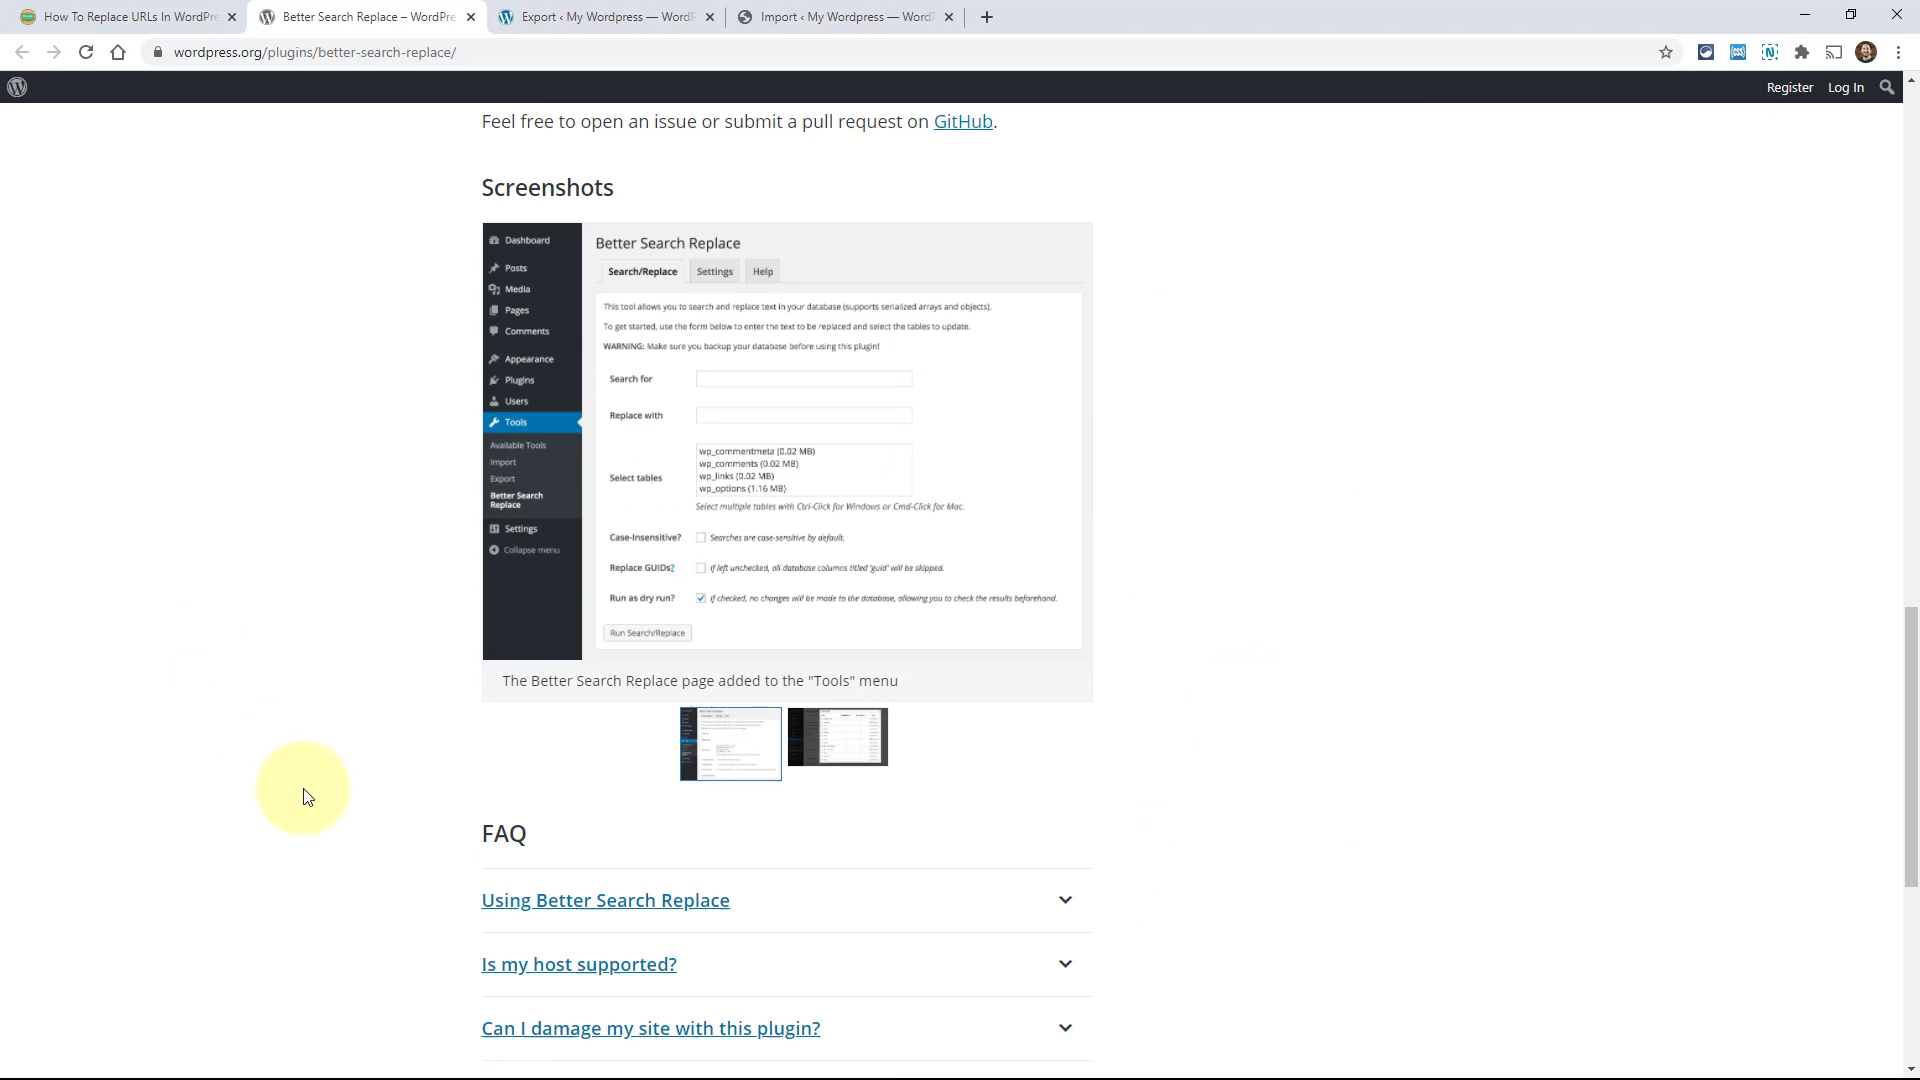 How To Replace URLs In WordPre
Better Search Replace – WordPre
Export ‹ My Wordpress — WordP
Import ‹ My Wordpress — Word
wordpress.org/plugins/better-search-replace/
Register Log In
Feel free to open an issue or submit a pull request on GitHub.
Screenshots
Dashboard
Posts
Media
Pages
Comments
Appearance
Plugins
Users
Tools
Available Tools
Import
Export
Better Search
Replace
Settings
Collapse menu
Better Search Replace
Search/Replace Settings Help
This tool allows you to search and replace text in your database (supports serialized arrays and objects).
To get started, use the form below to enter the text to be replaced and select the tables to update.
WARNING: Make sure you backup your database before using this plugin!
Search for
Replace with
Select tables
wp_commentmeta (0.02 MB)
wp_comments (0.02 MB)
wp_links (0.02 MB)
wp_options (1.16 MB)
Select multiple tables with Ctrl-Click for Windows or Cmd-Click for Mac.
Case-Insensitive? Searches are case-sensitive by default.
Replace GUIDs? If left unchecked, all database columns titled 'guid' will be skipped.
Run as dry run? If checked, no changes will be made to the database, allowing you to check the results beforehand.
Run Search/Replace
The Better Search Replace page added to the "Tools" menu
FAQ
Using Better Search Replace
Is my host supported?
Can I damage my site with this plugin?